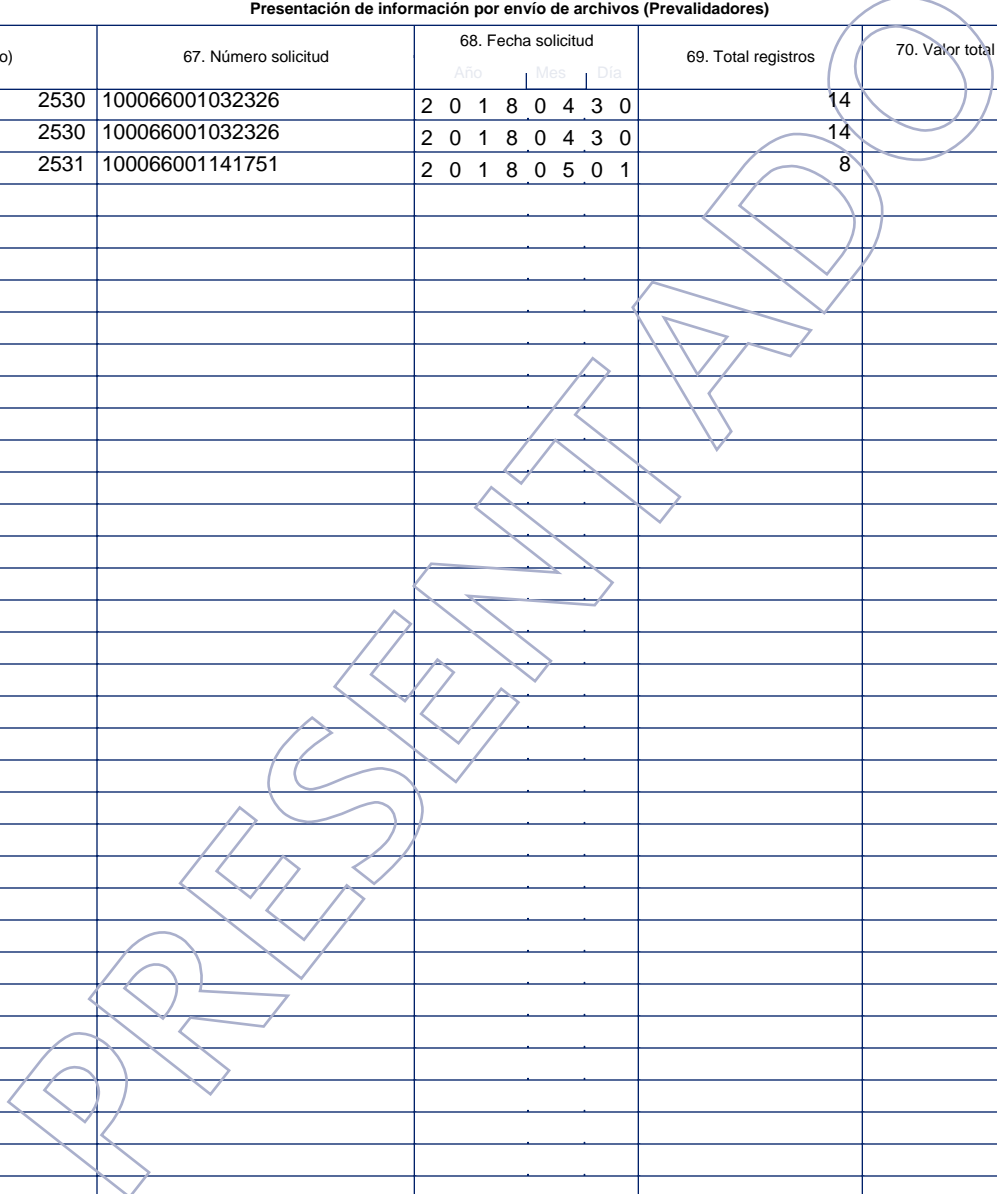 Presentación de información por envío de archivos (Prevalidadores)
o) 67. Número solicitud 68. Fecha solicitud 69. Total registros 70. Valor total
Año Mes Día
2530 100066001032326 2 0 1 8 0 4 3 0 14
2530 100066001032326 2 0 1 8 0 4 3 0 14
2531 100066001141751 2 0 1 8 0 5 0 1 8
PRESENTADO